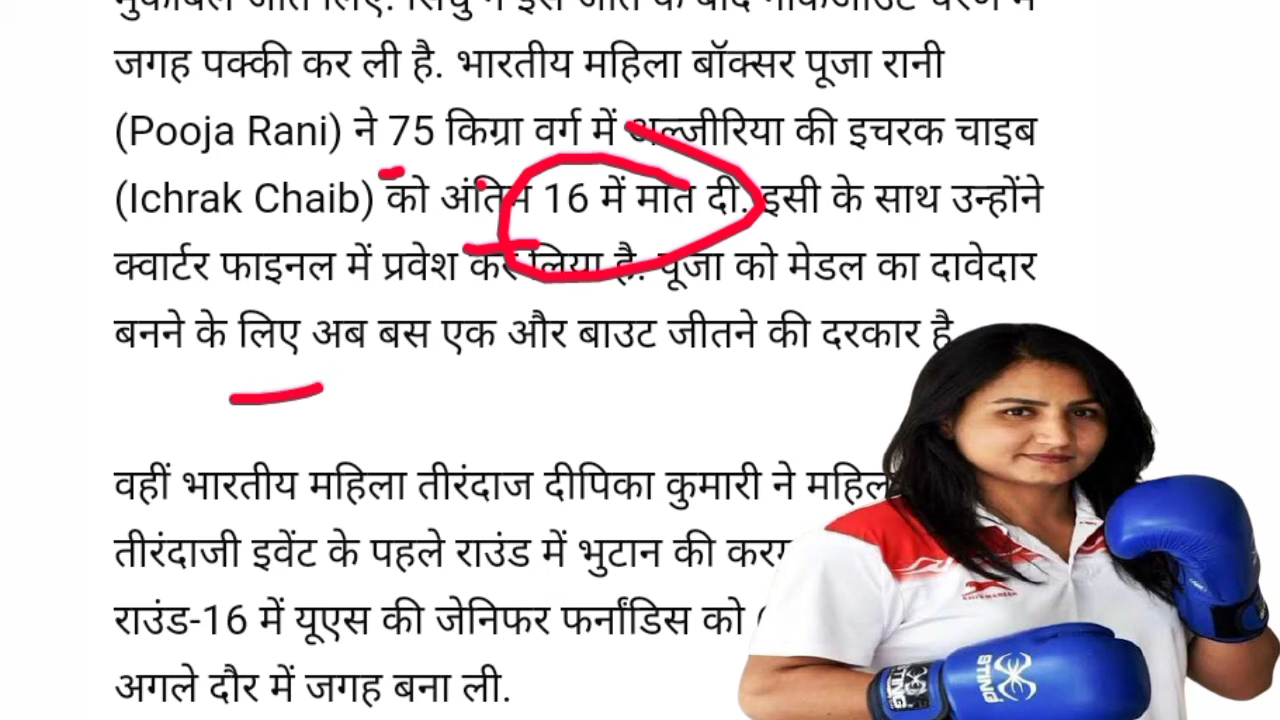 जगह पक्की कर ली है. भारतीय महिला बॉक्सर पूजा रानी
(Pooja Rani) ने 75 किग्रा वर्ग में अल्जीरिया की इचरक चाइब
(Ichrak Chaib) को अंतिम 16 में मात दी. इसी के साथ उन्होंने
क्वार्टर फाइनल में प्रवेश कर लिया है. पूजा को मेडल का दावेदार
बनने के लिए अब बस एक और बाउट जीतने की दरकार है
वहीं भारतीय महिला तीरंदाज दीपिका कुमारी ने
तीरंदाजी इवेंट के पहले राउंड में भुटान की
राउंड-16 में यूएस की जेनिफर फर्नांडिस को
अगले दौर में जगह बना ली.
STING
STING